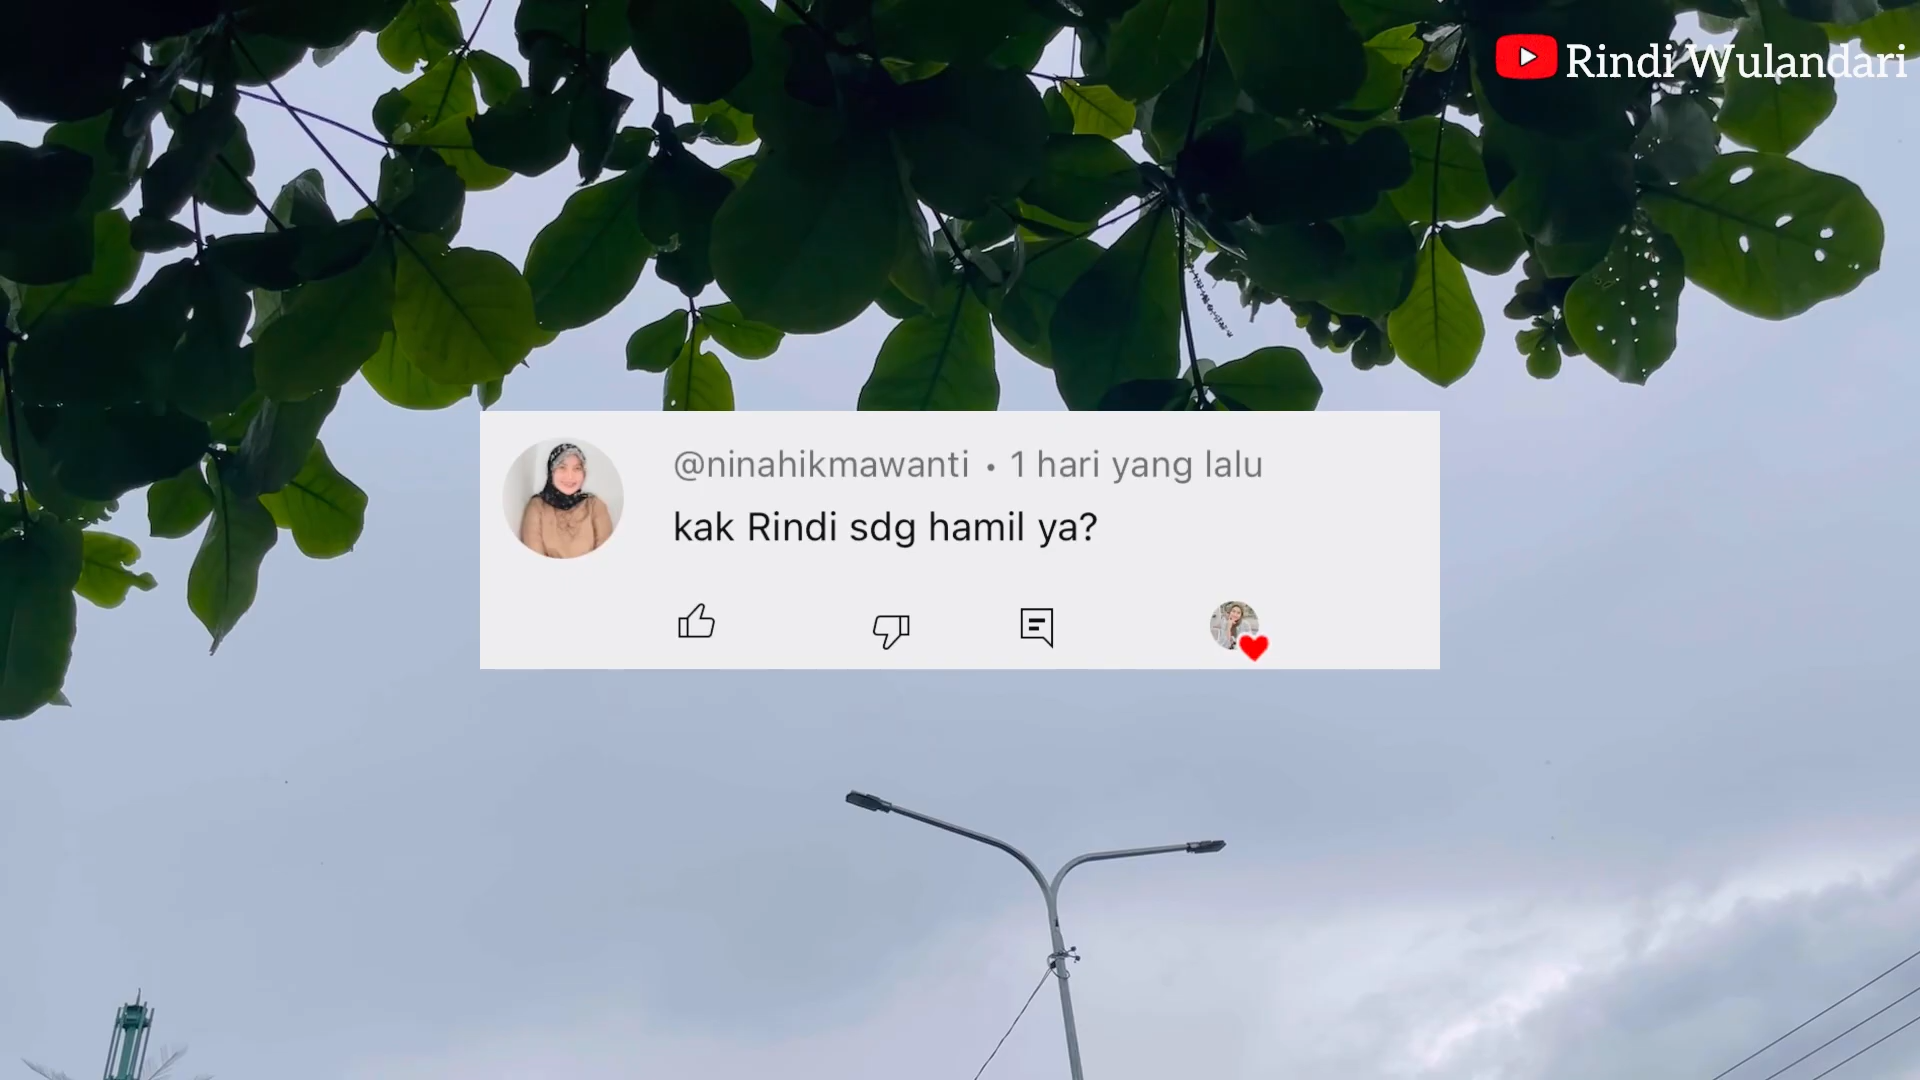 Rindi Wulandari
@ninahikmawanti • 1 hari yang lalu
kak Rindi sdg hamil ya?